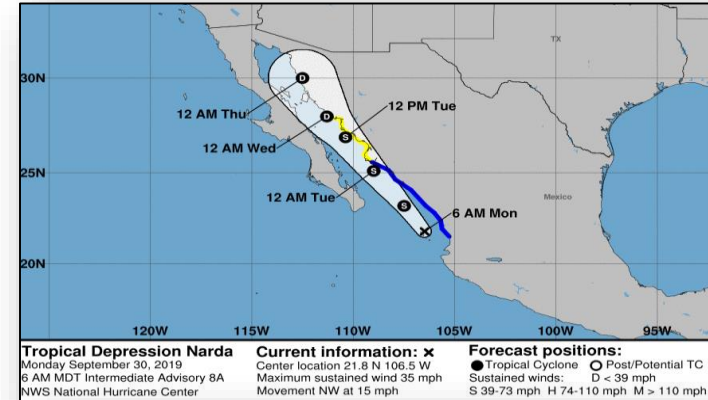 TX
30N
12 PM Tue
12 AM Thu
12 AM Wed
25N
12 AM Tue
Mexico
6 AM Mon
20N
120W 115W 110W 105W 100W 95W
D
D
S
S
S
Tropical Depression Narda
Monday September 30, 2019
6 AM MDT Intermediate Advisory 8A
NWS National Hurricane Center
Current information: x
Center location 21.8 N 106.5 W
Maximum sustained wind 35 mph
Movement NW at 15 mph
Forecast positions:
Tropical Cyclone Post/Potential TC
Sustained winds: D < 39 mph
S 39-73 mph H 74-110 mph M > 110 mph